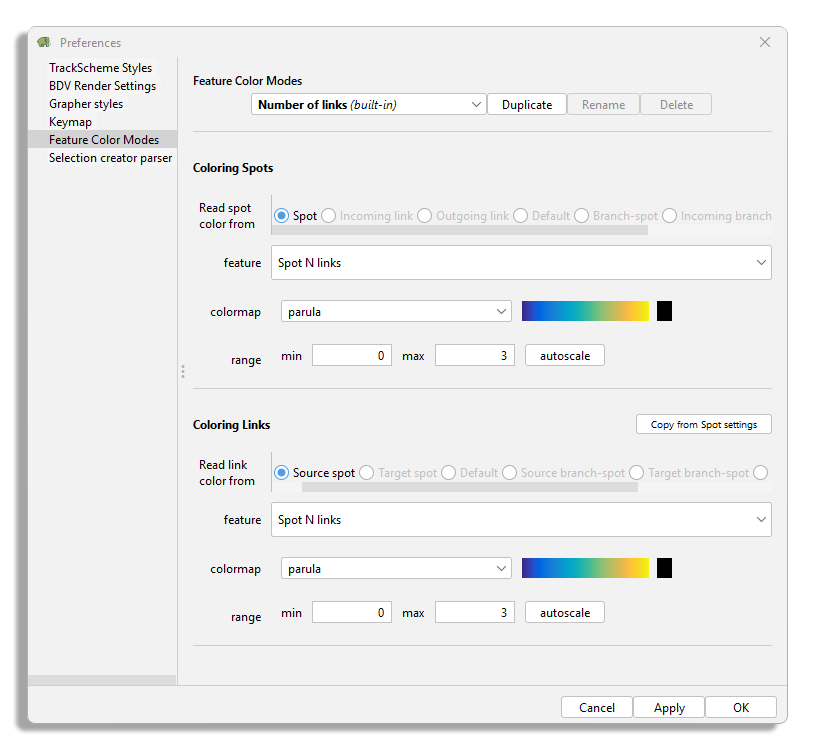 Preferences
TrackScheme Styles
BDV Render Settings
Grapher styles
Keymap
Feature Color Modes
Selection creator parser
Feature Color Modes
Number of links (built-in) Duplicate Rename Delete
Coloring Spots
Read spot
color from
Spot Incoming link Outgoing link Default Branch-spot Incoming branch
feature Spot N links
colormap parula
range min 0 max 3 autoscale
Coloring Links Copy from Spot settings
Read link
color from
Source spot Target spot Default Source branch-spot Target branch-spot
feature Spot N links
colormap parula
range min 0 max 3 autoscale
Cancel Apply OK